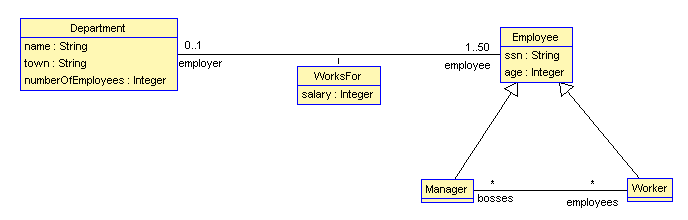 Department
name : String
town : String
numberOfEmployees : Integer
0..1
employer
WorksFor
salary : Integer
1..50
employee
Employee
ssn : String
age : Integer
Manager
*
bosses
*
employees
Worker